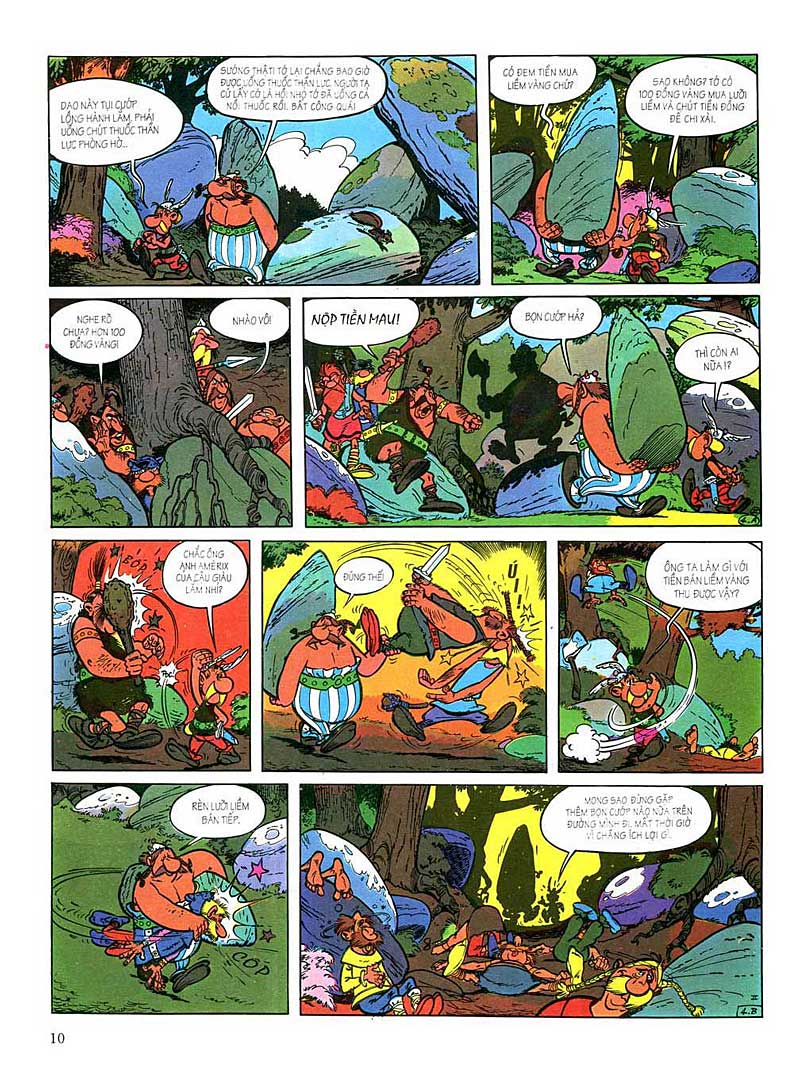 DẠO NÀY TỤI CƯỚP
LỘNG HÀNH LẮM. PHẢI
UỐNG CHÚT THUỐC THẦN
LỰC PHÒNG HỜ...
SƯỚNG THẬT! TỚ LẠI CHẲNG BAO GIỜ
ĐƯỢC UỐNG THUỐC THẦN LỰC. NGƯỜI TA
CỨ LẤY CỚ LÀ HỒI NHỎ TỚ ĐÃ UỐNG CẢ
NỒI THUỐC RỒI. BẤT CÔNG QUÁ!
CÓ ĐEM TIỀN MUA
LIỀM VÀNG CHỨ?
SAO KHÔNG? TỚ CÓ
100 ĐỒNG VÀNG MUA LƯỠI
LIỀM VÀ CHÚT TIỀN ĐỒNG
ĐỂ CHI XÀI.
NGHE RÕ
CHƯA? HƠN 100
ĐỒNG VÀNG!
NHÀO VÔ!
NỘP TIỀN MAU!
BỌN CƯỚP HẢ?
THÌ CÒN AI
NỮA!?
4.A
BỐP!
CHẮC ÔNG
ANH AMERIX
CỦA CẬU GIÀU
LẮM NHỈ?
POC!
ĐÚNG THẾ!
ÚI!
ÔNG TA LÀM GÌ VỚI
TIỀN BÁN LIỀM VÀNG
THU ĐƯỢC VẬY?
RÈN LƯỠI LIỀM
BÁN TIẾP.
CỐP
MONG SAO ĐỪNG GẶP
THÊM BỌN CƯỚP NÀO NỮA TRÊN
ĐƯỜNG MÌNH ĐI. MẤT THỜI GIỜ
VÌ CHẲNG ÍCH LỢI GÌ.
4.B
10